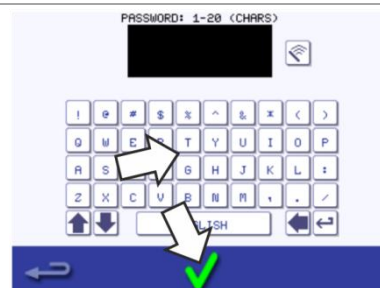 PASSWORD: 1-20 (CHARS)
! @ # $ % ^ & * ( )
Q W E T Y U I O P
A S G H J K L :
Z X C V B N M , . /